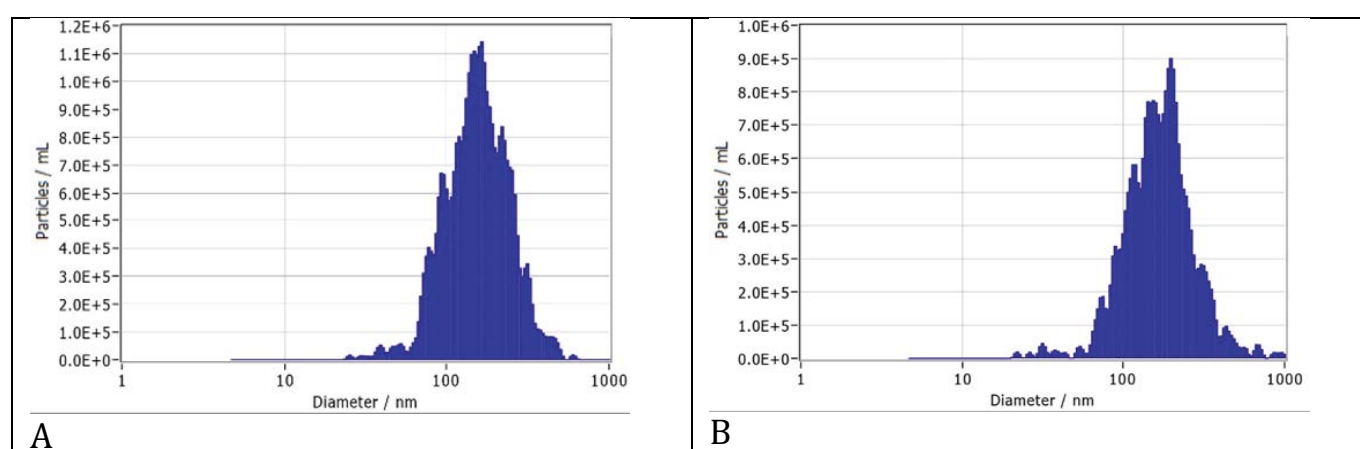 1.2E+6
1.1E+6
1.0E+6
9.0E+5
8.0E+5
7.0E+5
6.0E+5
5.0E+5
4.0E+5
3.0E+5
2.0E+5
1.0E+5
0.0E+0
Particles / mL
1 10 100 1000
Diameter / nm
A
1.0E+6
9.0E+5
8.0E+5
7.0E+5
6.0E+5
5.0E+5
4.0E+5
3.0E+5
2.0E+5
1.0E+5
0.0E+0
Particles / mL
1 10 100 1000
Diameter / nm
B